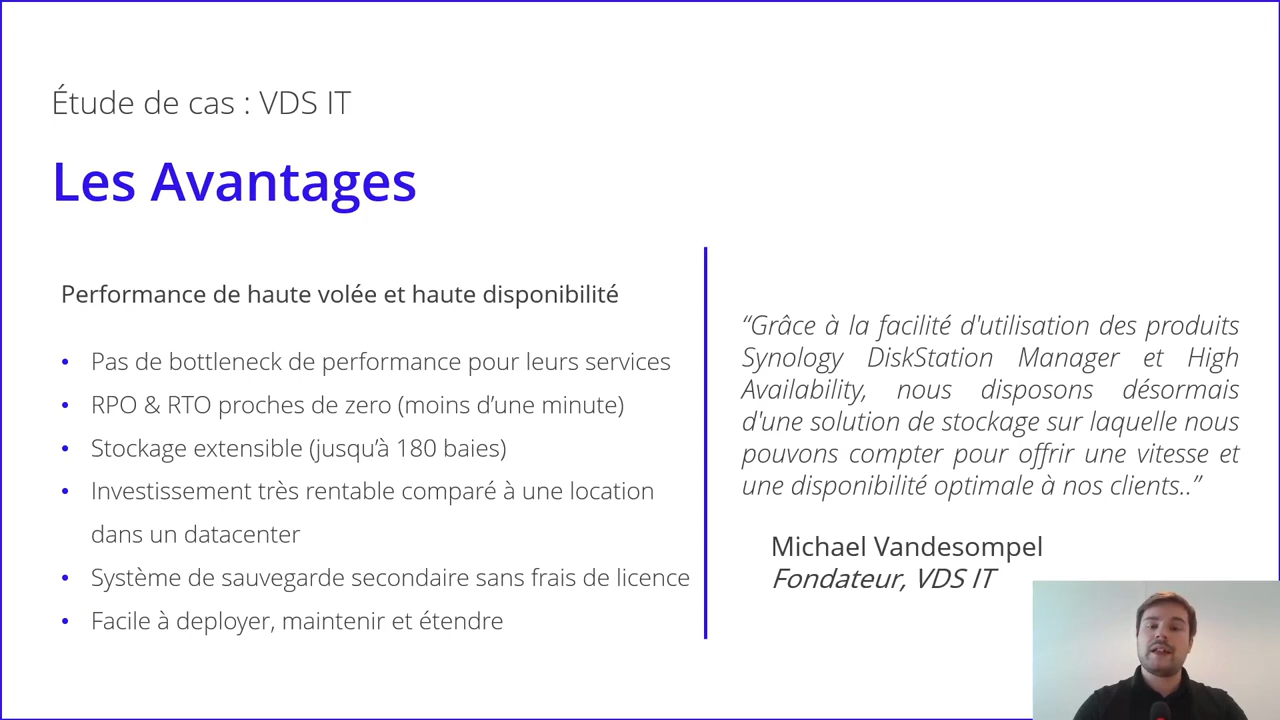 Étude de cas : VDS IT
Les Avantages
Performance de haute volée et haute disponibilité
• Pas de bottleneck de performance pour leurs services
• RPO & RTO proches de zero (moins d’une minute)
• Stockage extensible (jusqu’à 180 baies)
• Investissement très rentable comparé à une location
dans un datacenter
• Système de sauvegarde secondaire sans frais de licence
• Facile à deployer, maintenir et étendre
“Grâce à la facilité d'utilisation des produits
Synology DiskStation Manager et High
Availability, nous disposons désormais
d'une solution de stockage sur laquelle nous
pouvons compter pour offrir une vitesse et
une disponibilité optimale à nos clients..”
Michael Vandesompel
Fondateur, VDS IT